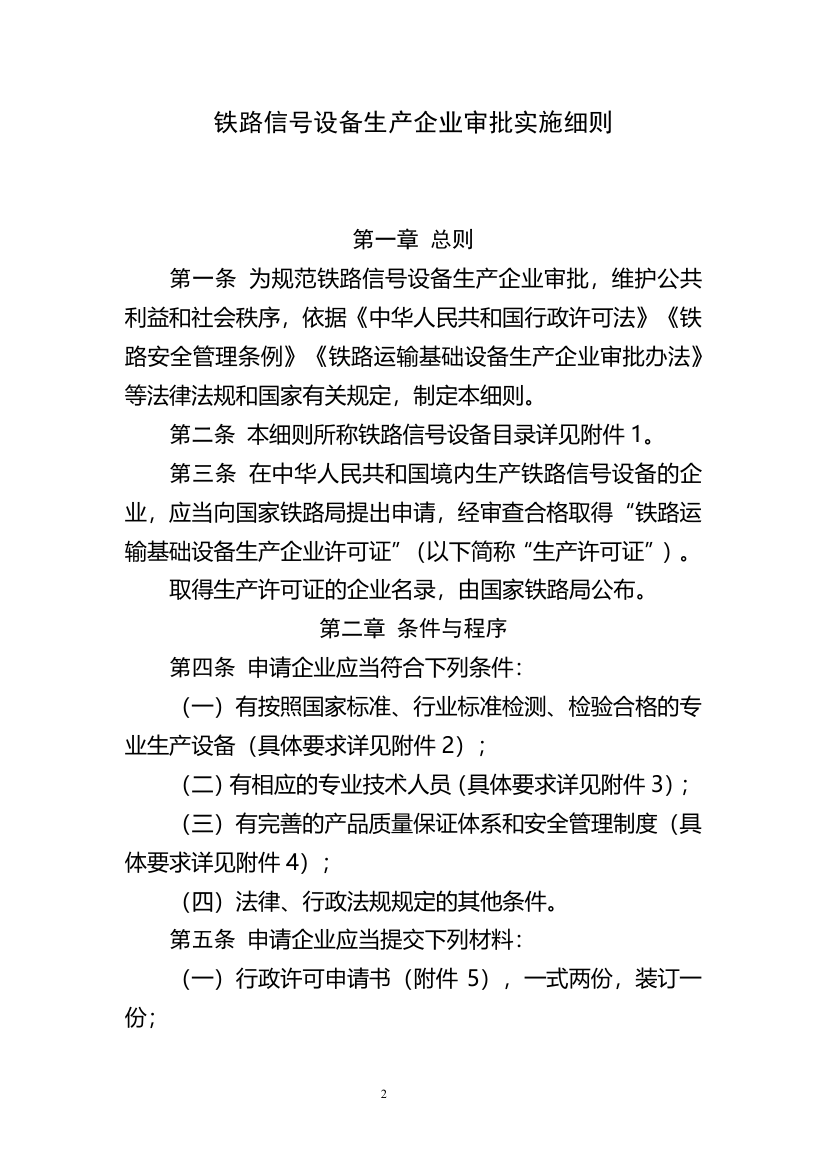 铁路信号设备生产企业审批实施细则
第一章 总则
第一条 为规范铁路信号设备生产企业审批，维护公共
利益和社会秩序，依据《中华人民共和国行政许可法》《铁
路安全管理条例》《铁路运输基础设备生产企业审批办法》
等法律法规和国家有关规定，制定本细则。
第二条 本细则所称铁路信号设备目录详见附件1。
第三条 在中华人民共和国境内生产铁路信号设备的企
业，应当向国家铁路局提出申请，经审查合格取得“铁路运
输基础设备生产企业许可证”（以下简称“生产许可证”）。
取得生产许可证的企业名录，由国家铁路局公布。
第二章 条件与程序
第四条 申请企业应当符合下列条件：
（一）有按照国家标准、行业标准检测、检验合格的专
业生产设备（具体要求详见附件2）；
（二）有相应的专业技术人员（具体要求详见附件3）；
（三）有完善的产品质量保证体系和安全管理制度（具
体要求详见附件4）；
（四）法律、行政法规规定的其他条件。
第五条 申请企业应当提交下列材料：
（一）行政许可申请书（附件 5），一式两份，装订一
份；
2